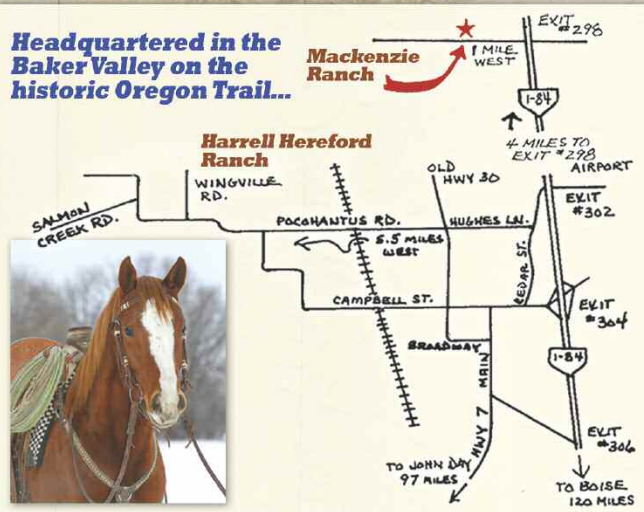 Headquartered in the
Baker Valley on the
historic Oregon Trail...
Mackenzie
Ranch
EXIT
#298
1 MILE
WEST
I-84
4 MILES TO
EXIT #298
AIRPORT
Harrell Hereford
Ranch
WINGVILLE
RD.
OLD
HWY 30
EXIT
#302
SALMON
CREEK RD.
POCOHANTUS RD.
HUGHES LN.
5.5 MILES
WEST
CEDAR ST.
CAMPBELL ST.
EXIT
#304
BROADWAY
MAIN
I-84
HWY 7
EXIT
#306
TO JOHN DAY
97 MILES
TO BOISE
120 MILES